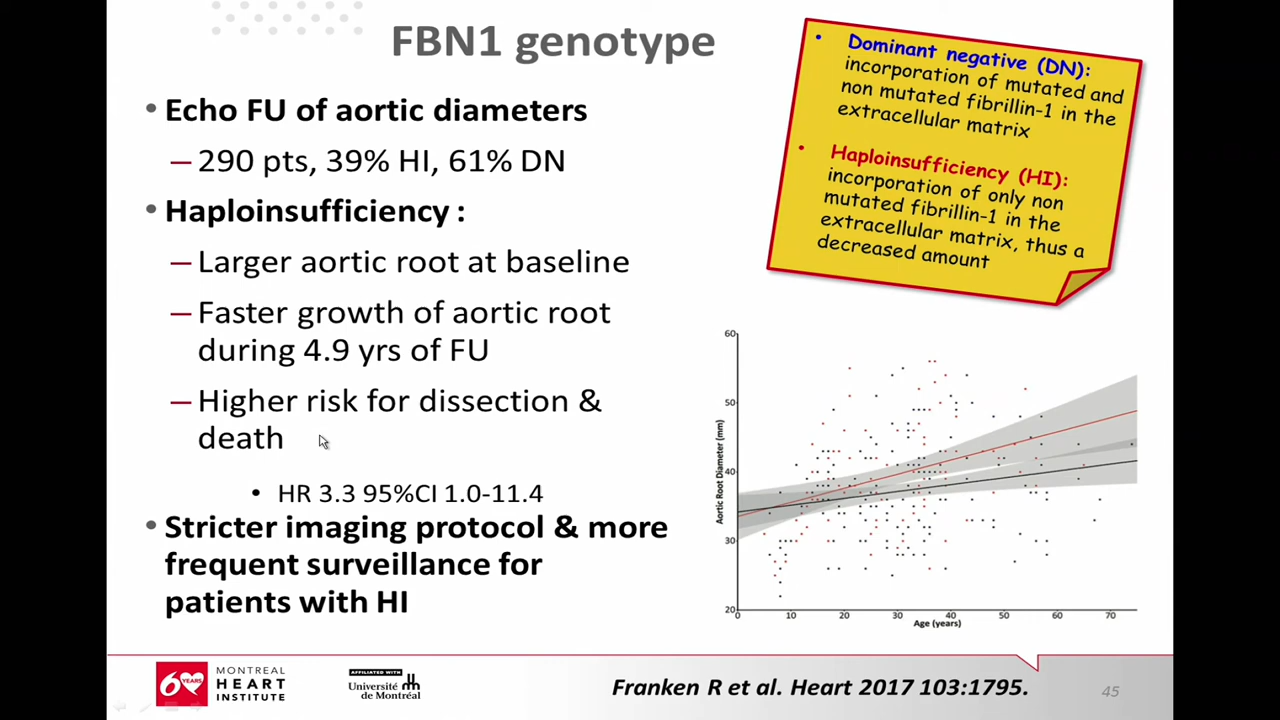 FBN1 genotype
• Echo FU of aortic diameters
– 290 pts, 39% HI, 61% DN
• Haploinsufficiency :
– Larger aortic root at baseline
– Faster growth of aortic root
during 4.9 yrs of FU
– Higher risk for dissection &
death
• HR 3.3 95%CI 1.0-11.4
• Stricter imaging protocol & more
frequent surveillance for
patients with HI
• Dominant negative (DN):
incorporation of mutated and
non mutated fibrillin-1 in the
extracellular matrix
• Haploinsufficiency (HI):
incorporation of only non
mutated fibrillin-1 in the
extracellular matrix, thus a
decreased amount
60
50
40
30
20
Aortic Root Diameter (mm)
0 10 20 30 40 50 60 70
Age (years)
60 YEARS
MONTREAL
HEART
INSTITUTE
AFFILIATED WITH
Université
de Montréal
Franken R et al. Heart 2017 103:1795.
45